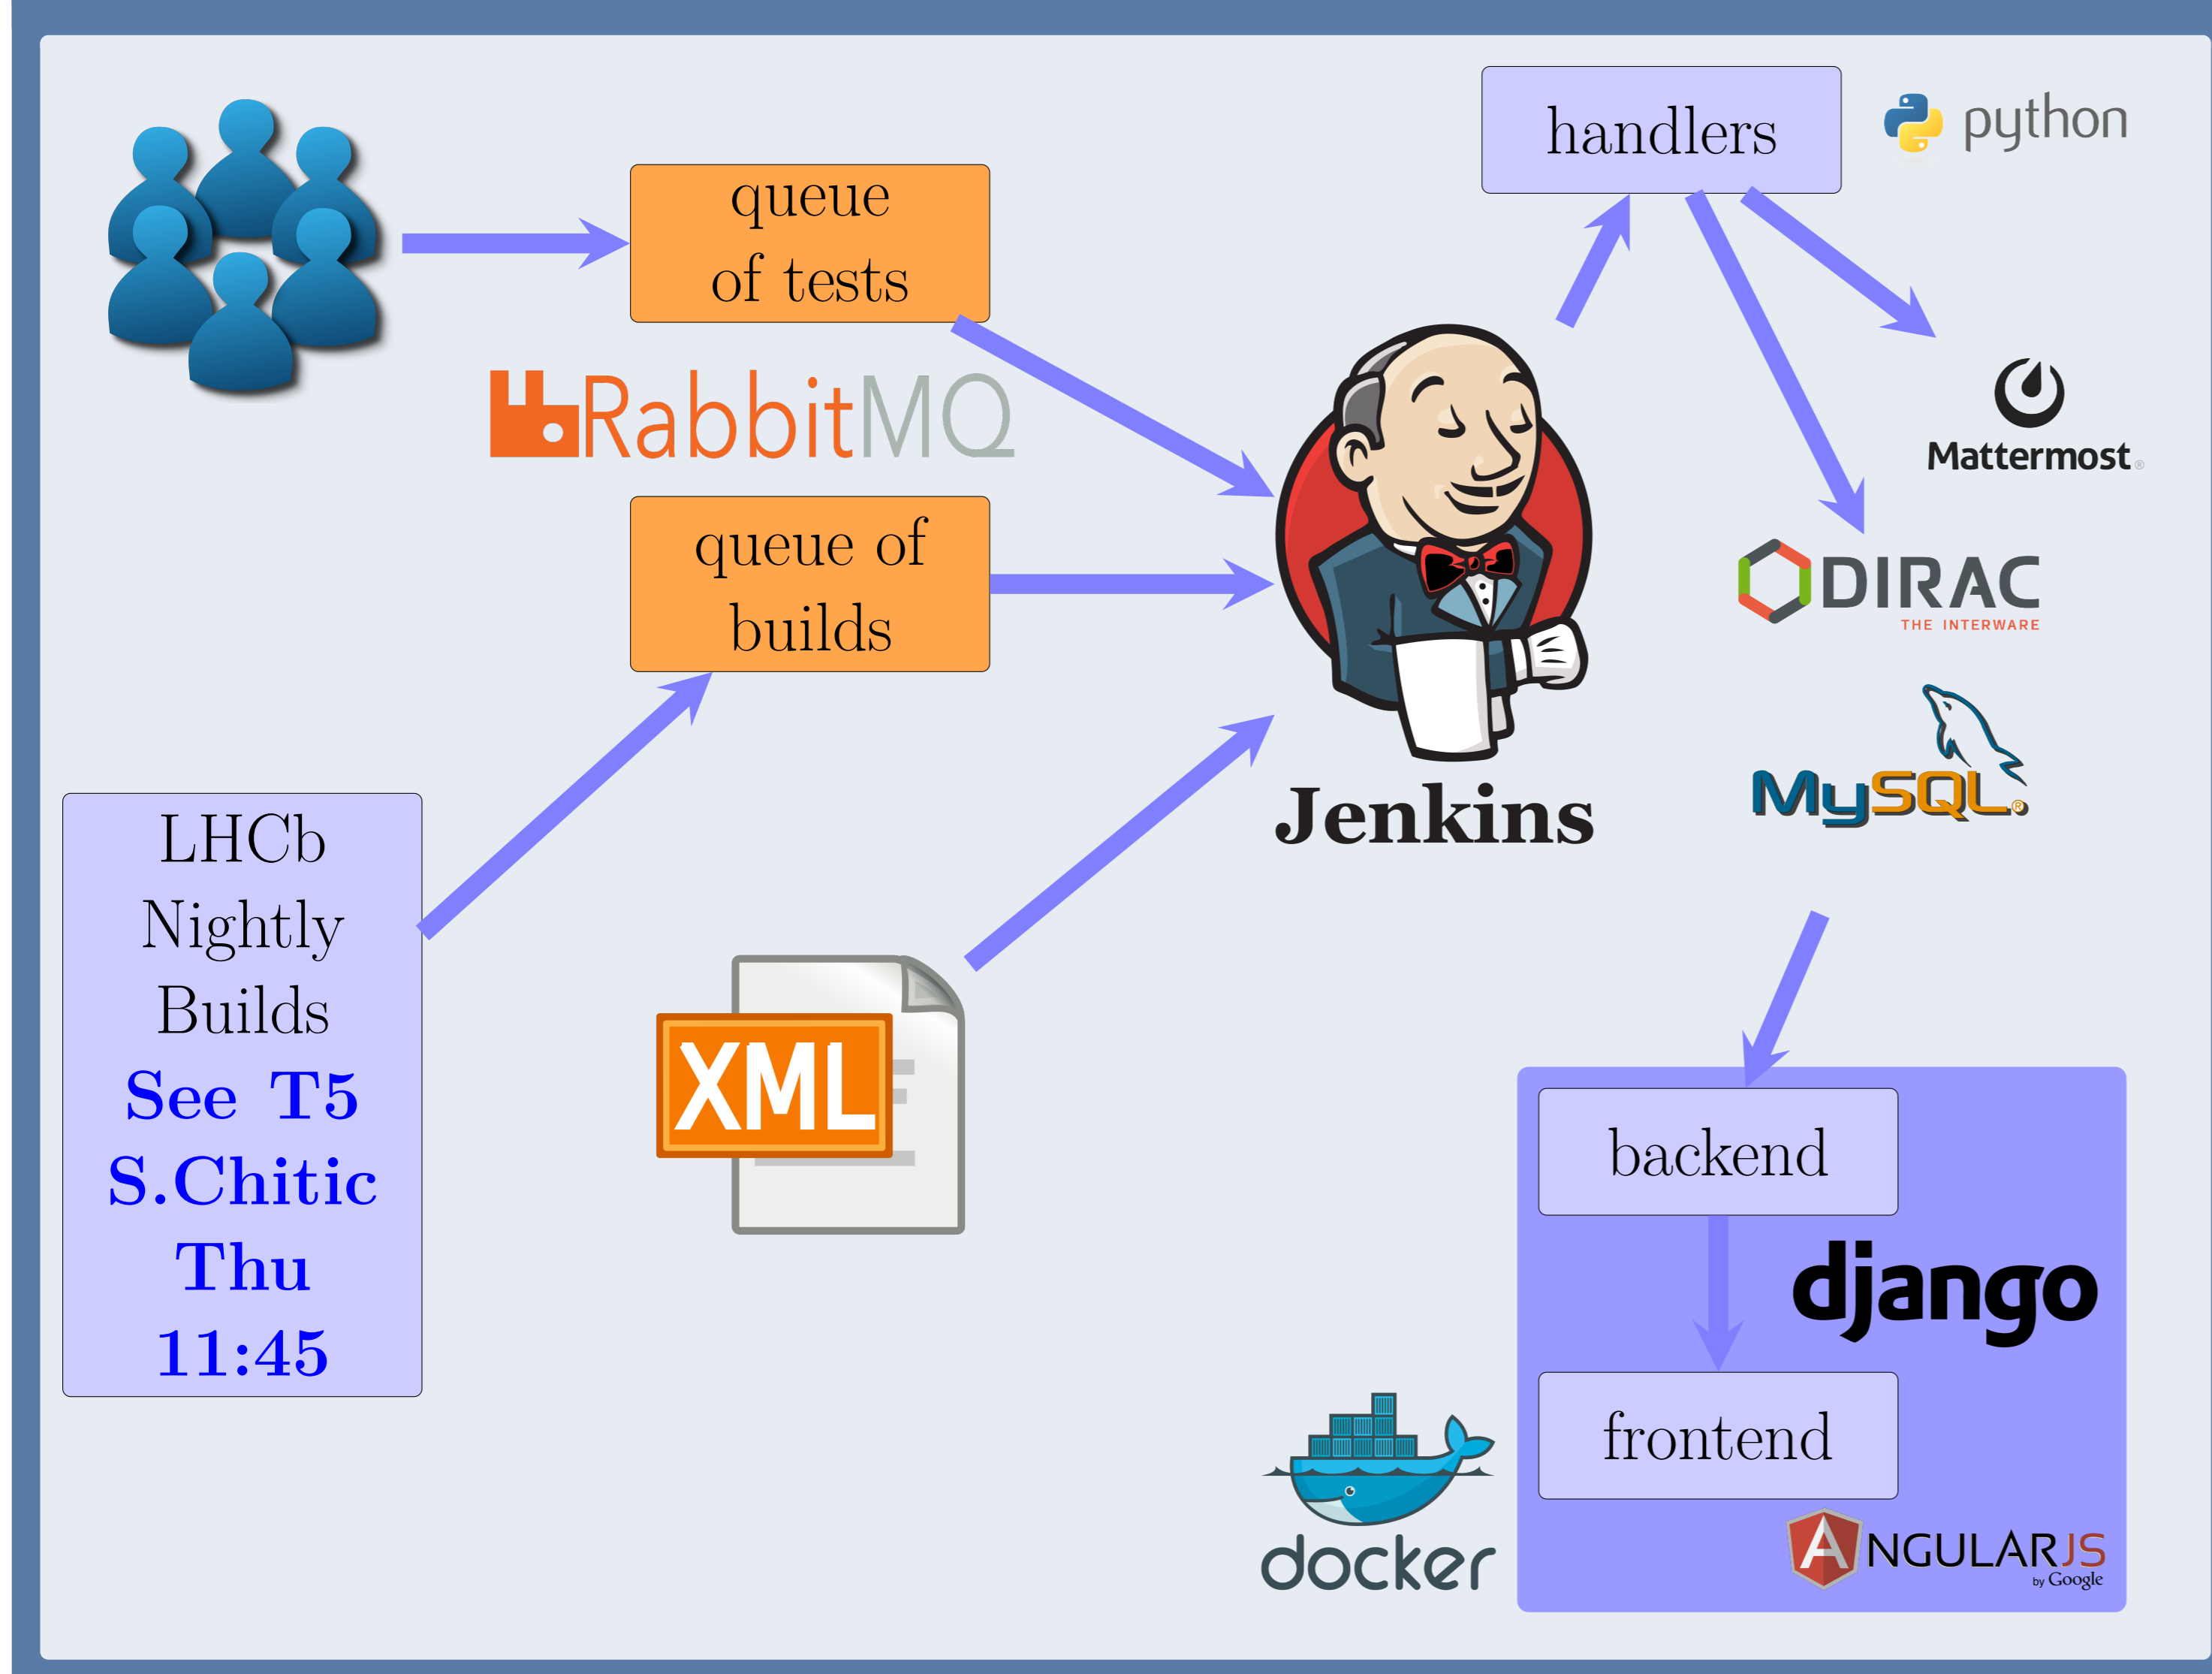 handlers
python
queue
of tests
RabbitMQ
Mattermost®
queue of
builds
DIRAC
THE INTERWARE
MySQL®
Jenkins
LHCb
Nightly
Builds
See T5
S.Chitic
Thu
11:45
XML
backend
django
frontend
docker
ANGULARJS
by Google